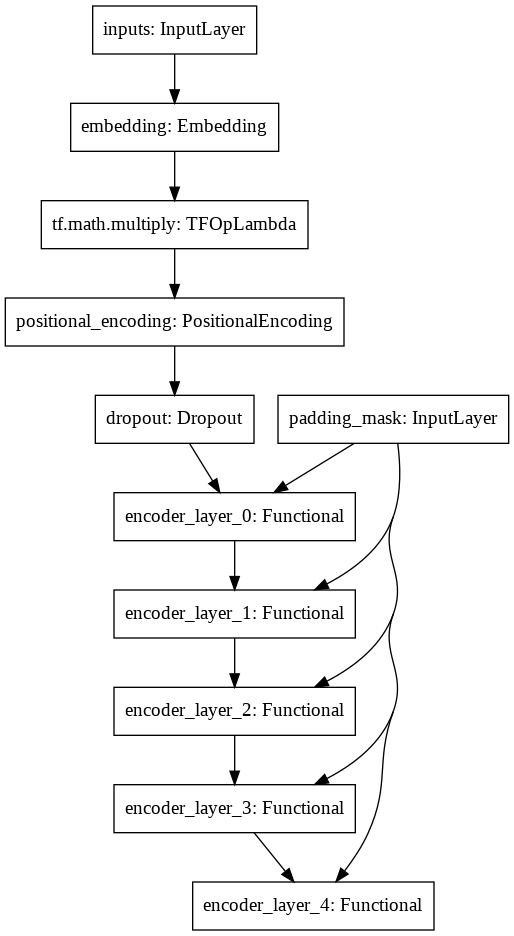 inputs: InputLayer
embedding: Embedding
tf.math.multiply: TFOpLambda
positional_encoding: PositionalEncoding
dropout: Dropout
padding_mask: InputLayer
encoder_layer_0: Functional
encoder_layer_1: Functional
encoder_layer_2: Functional
encoder_layer_3: Functional
encoder_layer_4: Functional